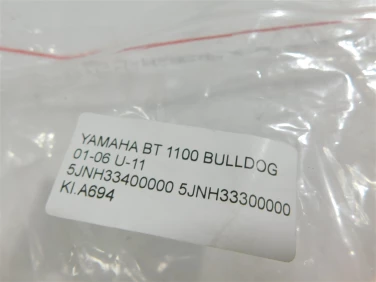 YAMAHA BT 1100 BULLDOG
01-06 U-11
5JNH33400000 5JNH33300000
KI.A694